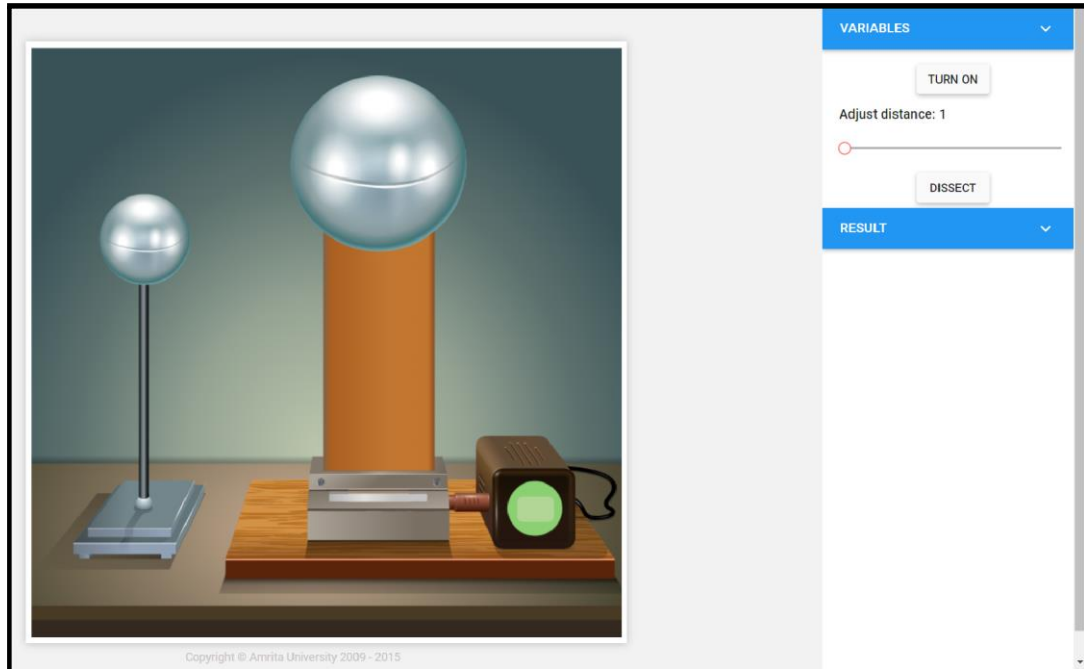 VARIABLES
TURN ON
Adjust distance: 1
DISSECT
RESULT
Copyright © Amrita University 2009 - 2015